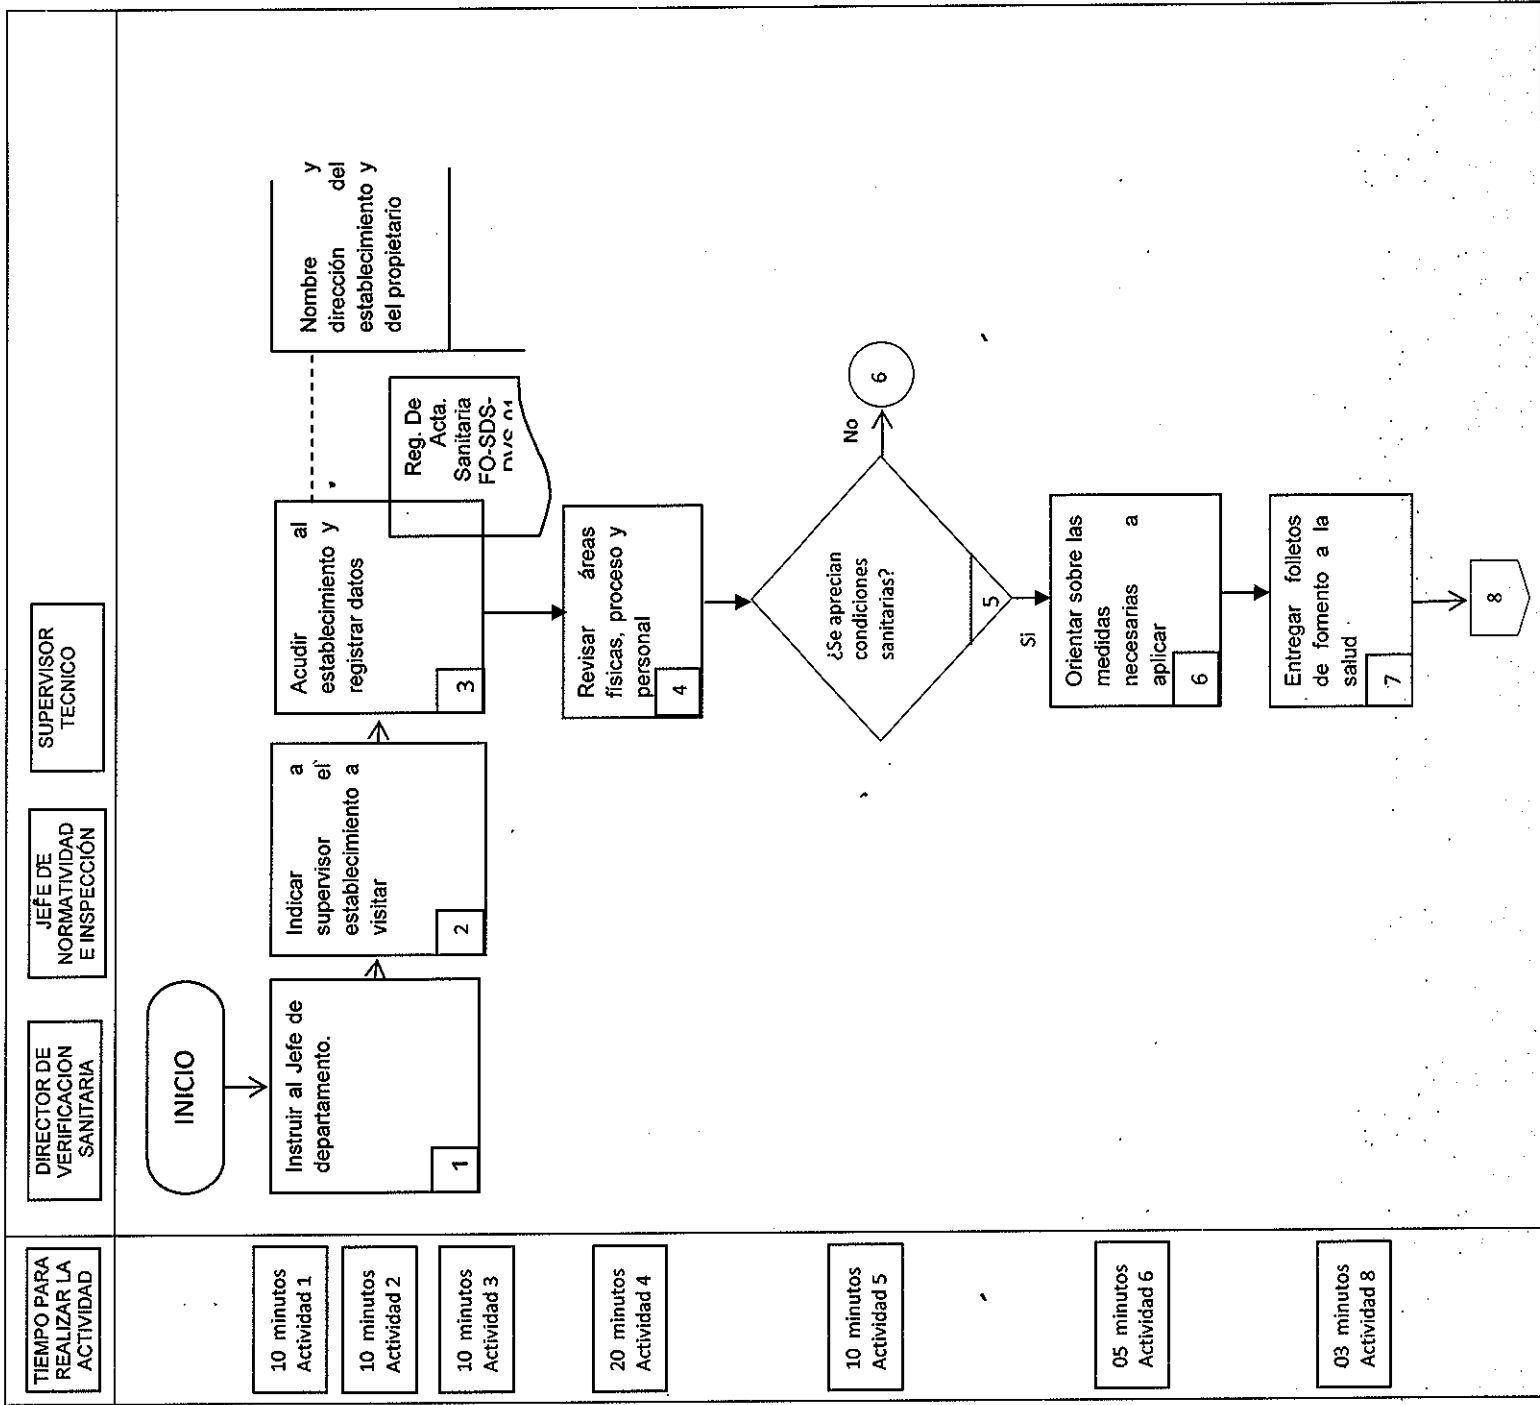 TIEMPO PARA
REALIZAR LA
ACTIVIDAD
DIRECTOR DE
VERIFICACION
SANITARIA
JEFE DE
NORMATIVIDAD
E INSPECCIÓN
SUPERVISOR
TECNICO
INICIO
10 minutos
Actividad 1
Instruir al Jefe de
departamento.
1
10 minutos
Actividad 2
Indicar a
supervisor el
establecimiento a
visitar
2
10 minutos
Actividad 3
Acudir al
establecimiento y
registrar datos
3
Nombre y
dirección del
establecimiento y
del propietario
Reg. De
Acta.
Sanitaria
FO-SDS-
20 minutos
Actividad 4
Revisar áreas
físicas, proceso y
personal
4
10 minutos
Actividad 5
¿Se aprecian
condiciones
sanitarias?
5
No
6
Si
05 minutos
Actividad 6
Orientar sobre las
medidas
necesarias a
aplicar
6
03 minutos
Actividad 8
Entregar folletos
de fomento a la
salud
7
8